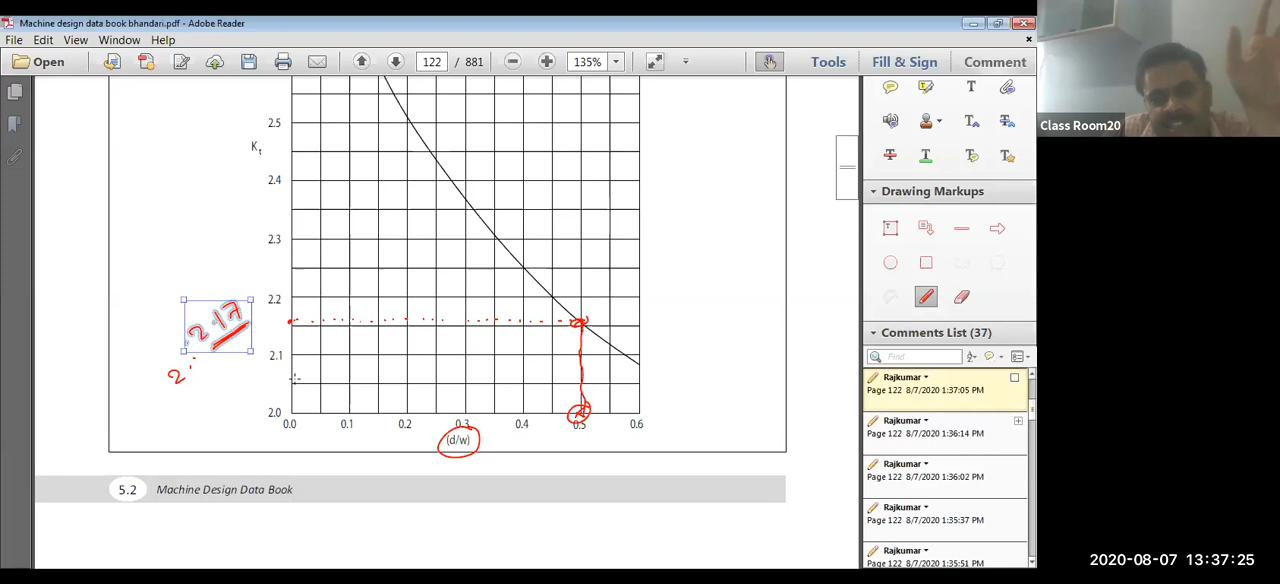 Machine design data book bhandari.pdf - Adobe Reader
File Edit View Window Help
Open 122 / 881 135% Tools Fill & Sign Comment
Class Room20
2.5
Kt
2.4
2.3
2.2
2.1
2.0
0.0 0.1 0.2 0.3 0.4 0.5 0.6
(d/w)
2.17
2.
5.2 Machine Design Data Book
Drawing Markups
Comments List (37)
Find
Rajkumar
Page 122 8/7/2020 1:37:05 PM
Rajkumar
Page 122 8/7/2020 1:36:14 PM
Rajkumar
Page 122 8/7/2020 1:36:02 PM
Rajkumar
Page 122 8/7/2020 1:35:37 PM
Rajkumar
Page 122 8/7/2020 1:35:51 PM
2020-08-07 13:37:25